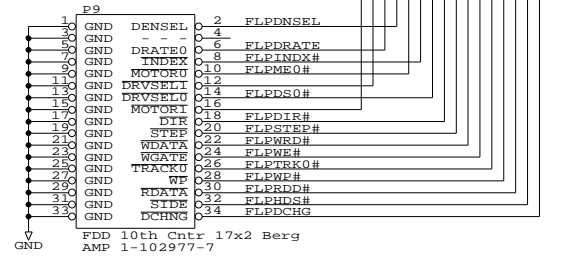 P9
1 GND DENSEL 2 FLPDNSEL
3 GND - - - 4
5 GND DRATE0 6 FLPDRATE
7 GND INDEX 8 FLPINDX#
9 GND MOTOR0 10 FLPME0#
11 GND DRVSEL1 12
13 GND DRVSEL0 14 FLPDS0#
15 GND MOTOR1 16
17 GND DIR 18 FLPDIR#
19 GND STEP 20 FLPSTEP#
21 GND WDATA 22 FLPWRD#
23 GND WGATE 24 FLPWE#
25 GND TRACK0 26 FLPTRK0#
27 GND WP 28 FLPWP#
29 GND RDATA 30 FLPRDD#
31 GND SIDE 32 FLPHDS#
33 GND DCHNG 34 FLPDCHG
GND
FDD 10th Cntr 17x2 Berg
AMP 1-102977-7